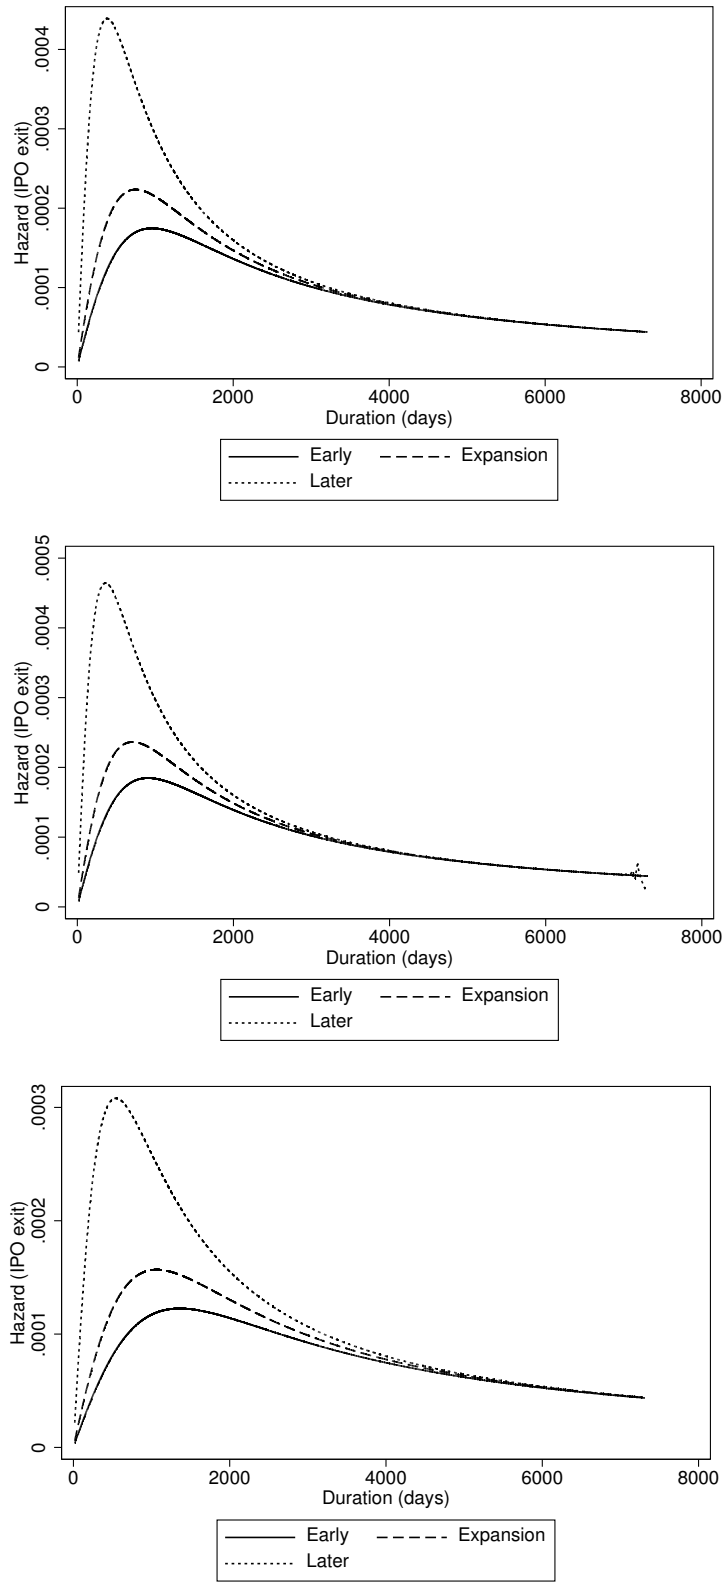 Hazard (IPO exit)
.0004
.0003
.0002
.0001
0
0 2000 4000 6000 8000
Duration (days)
Early Expansion
Later
Hazard (IPO exit)
.0005
.0004
.0003
.0002
.0001
0
0 2000 4000 6000 8000
Duration (days)
Early Expansion
Later
Hazard (IPO exit)
.0003
.0002
.0001
0
0 2000 4000 6000 8000
Duration (days)
Early Expansion
Later